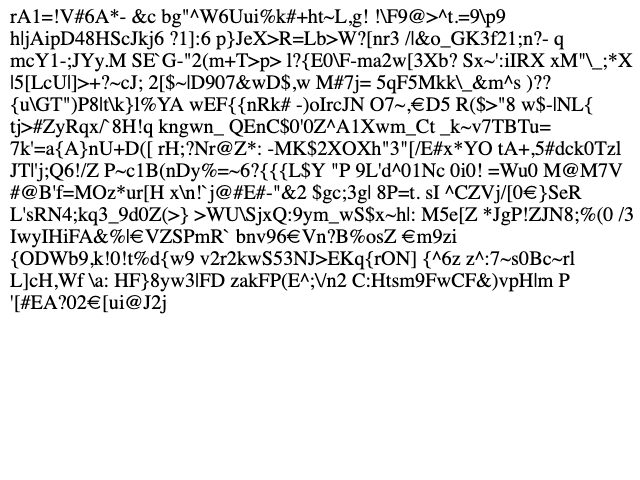 rA1=!V#6A*- &c bg"^W6Uui%k#+ht~L,g! !\F9@>^t.=9\p9
h|jAipD48HScJkj6 ?1]:6 p}JeX>R=Lb>W?[nr3 /|&o_GK3f21;n?- q
mcY1-;JYy.M SE`G-"2(m+T>p> l?{E0\F-ma2w[3Xb? Sx~':iIRX xM"\_;*X
|5[LcU|]>+?~cJ; 2[$~|D907&wD$,w M#7j= 5qF5Mkk\_&m^s )??
{u\GT")P8|t\k}l%YA wEF{{nRk# -)oIrcJN O7~,€D5 R($>"8 w$-|NL{
tj>#ZyRqx/`8H!q kngwn_ QEnC$0'0Z^A1Xwm_Ct _k~v7TBTu=
7k'=a{A}nU+D([ rH;?Nr@Z*: -MK$2XOXh"3"[/E#x*YO tA+,5#dck0Tzl
JT|'j;Q6!/Z P~c1B(nDy%=~6?{{{L$Y "P 9L'd^01Nc 0i0! =Wu0 M@M7V
#@B'f=MOz*ur[H x\n!`j@#E#-"&2 $gc;3g| 8P=t. sI ^CZVj/[0€}SeR
L'sRN4;kq3_9d0Z(>} >WU\SjxQ:9ym_wS$x~h|: M5e[Z *JgP!ZJN8;%(0 /3
IwyIHiFA&%|€VZSPmR` bnv96€Vn?B%osZ €m9zi
{ODWb9,k!0!t%d{w9 v2r2kwS53NJ>EKq{rON] {^6z z^:7~s0Bc~rl
L]cH,Wf \a: HF}8yw3|FD zakFP(E^;\/n2 C:Htsm9FwCF&)vpH|m P
'[#EA?02€[ui@J2j